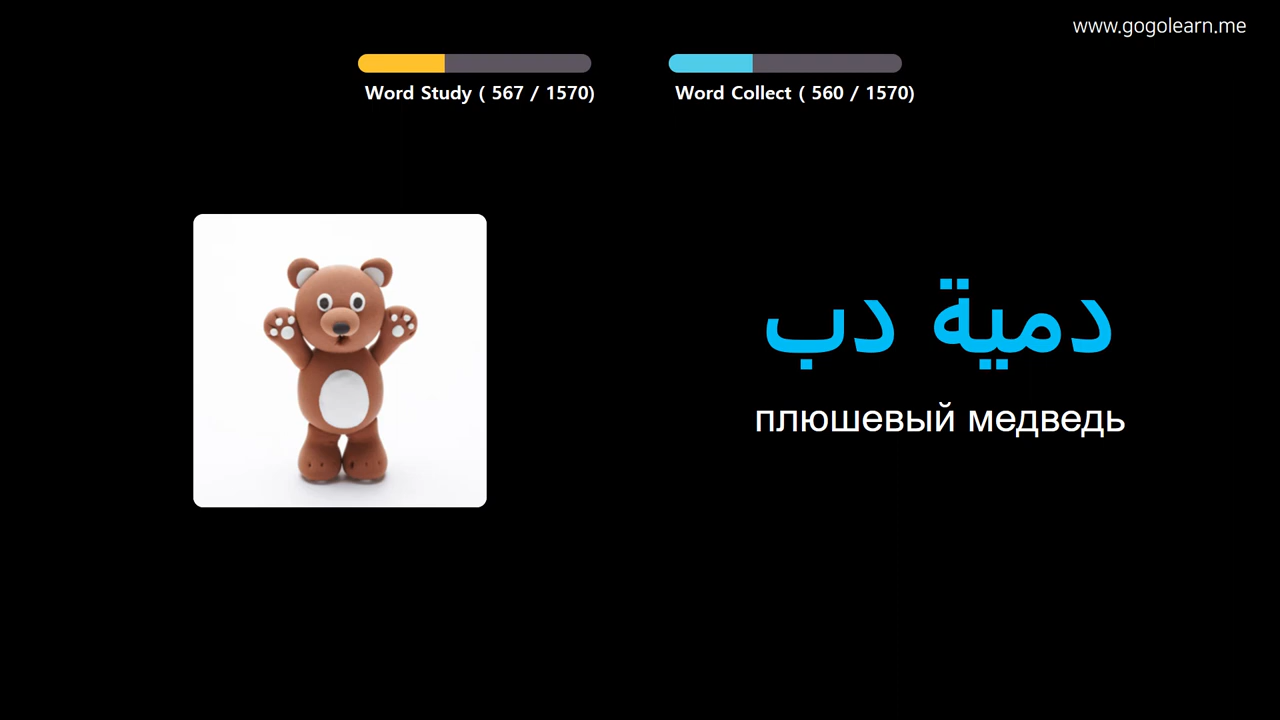 www.gogolearn.me
Word Study ( 567 / 1570)
Word Collect ( 560 / 1570)
دمية دب
плюшевый медведь